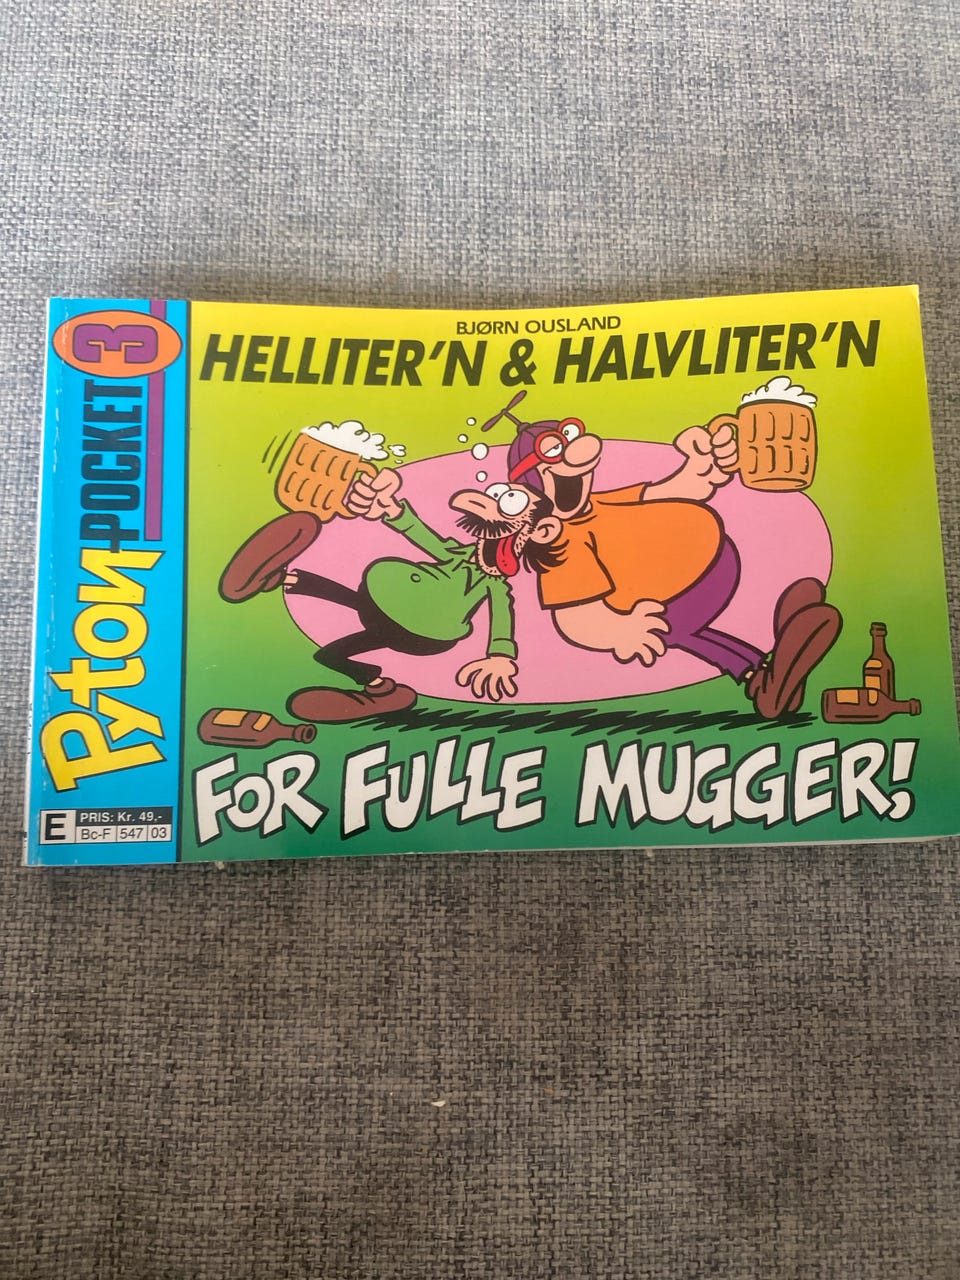 Pyton POCKET 3
BJØRN OUSLAND
HELLITER'N & HALVLITER'N
FOR FULLE MUGGER!
E
PRIS: Kr. 49,-
Bc-F 547 03